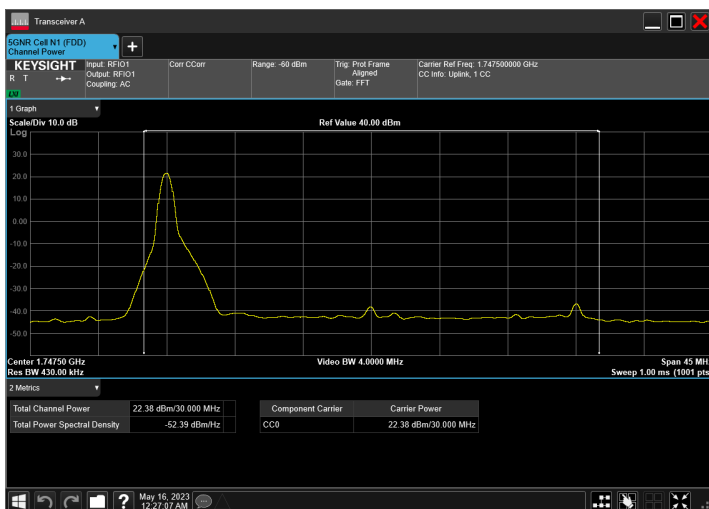 Transceiver A
5GNR Cell N1 (FDD)
Channel Power
KEYSIGHT
R T
LXI
Input: RFIO1
Output: RFIO1
Coupling: AC
Corr CCorr
Range: -60 dBm
Trig: Prot Frame
Aligned
Gate: FFT
Carrier Ref Freq: 1.747500000 GHz
CC Info: Uplink, 1 CC
1 Graph
Scale/Div 10.0 dB
Ref Value 40.00 dBm
Log
30.0
20.0
10.0
0.00
-10.0
-20.0
-30.0
-40.0
-50.0
Center 1.74750 GHz
Video BW 4.0000 MHz
Span 45 MH
Res BW 430.00 kHz
Sweep 1.00 ms (1001 pts
2 Metrics
Total Channel Power 22.38 dBm/30.000 MHz
Total Power Spectral Density -52.39 dBm/Hz
Component Carrier Carrier Power
CC0 22.38 dBm/30.000 MHz
May 16, 2023
12:27:07 AM